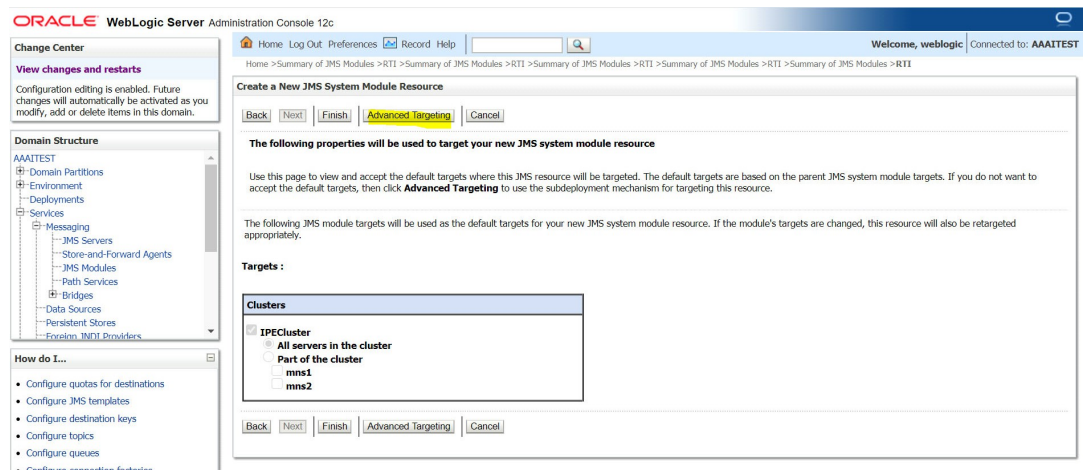 ORACLE WebLogic Server Administration Console 12c
Change Center
View changes and restarts
Configuration editing is enabled. Future
changes will automatically be activated as you
modify, add or delete items in this domain.
Domain Structure
AAAITEST
Domain Partitions
Environment
Deployments
Services
Messaging
JMS Servers
Store-and-Forward Agents
JMS Modules
Path Services
Bridges
Data Sources
Persistent Stores
Foreign JNDI Providers
How do I...
Configure quotas for destinations
Configure JMS templates
Configure destination keys
Configure topics
Configure queues
Configure connection factories
Home Log Out Preferences Record Help
Welcome, weblogic Connected to: AAAITEST
Home >Summary of JMS Modules >RTI >Summary of JMS Modules >RTI >Summary of JMS Modules >RTI >Summary of JMS Modules >RTI >Summary of JMS Modules >RTI
Create a New JMS System Module Resource
Back Next Finish Advanced Targeting Cancel
The following properties will be used to target your new JMS system module resource
Use this page to view and accept the default targets where this JMS resource will be targeted. The default targets are based on the parent JMS system module targets. If you do not want to
accept the default targets, then click Advanced Targeting to use the subdeployment mechanism for targeting this resource.
The following JMS module targets will be used as the default targets for your new JMS system module resource. If the module's targets are changed, this resource will also be retargeted
appropriately.
Targets :
Clusters
IPECluster
All servers in the cluster
Part of the cluster
mns1
mns2
Back Next Finish Advanced Targeting Cancel